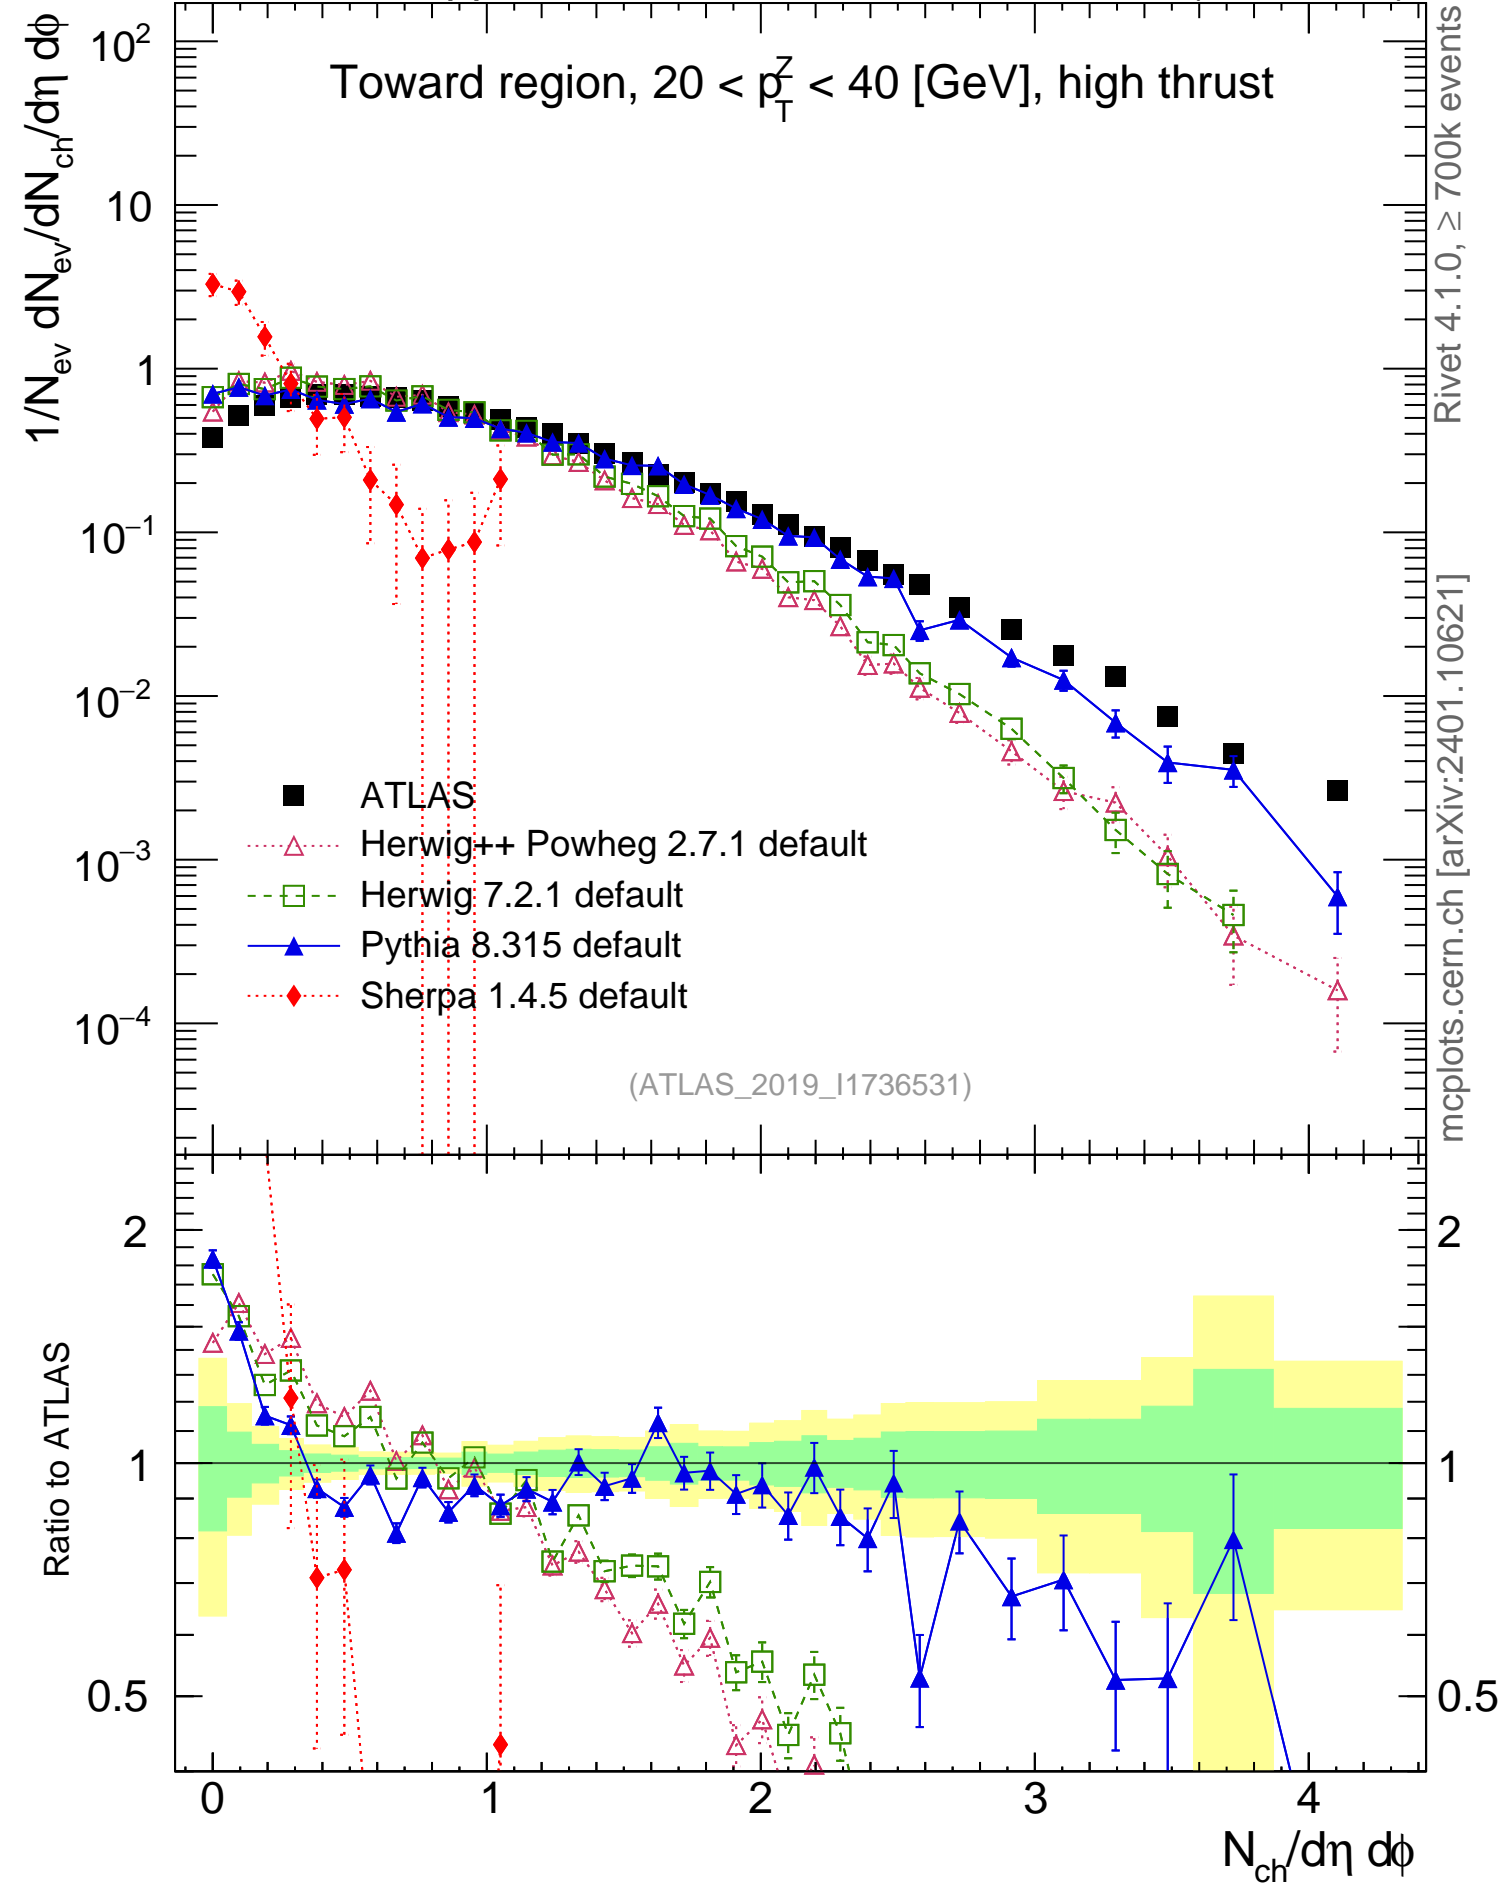 1/N_ev dN_ev/dN_ch/dη dϕ
10²
10
1
10⁻¹
10⁻²
10⁻³
10⁻⁴
Toward region, 20 < p_T^Z < 40 [GeV], high thrust
ATLAS
Herwig++ Powheg 2.7.1 default
Herwig 7.2.1 default
Pythia 8.315 default
Sherpa 1.4.5 default
(ATLAS_2019_I1736531)
Rivet 4.1.0, ≥ 700k events
mcplots.cern.ch [arXiv:2401.10621]
Ratio to ATLAS
2
1
0.5
2
1
0.5
0 1 2 3 4
N_ch/dη dϕ